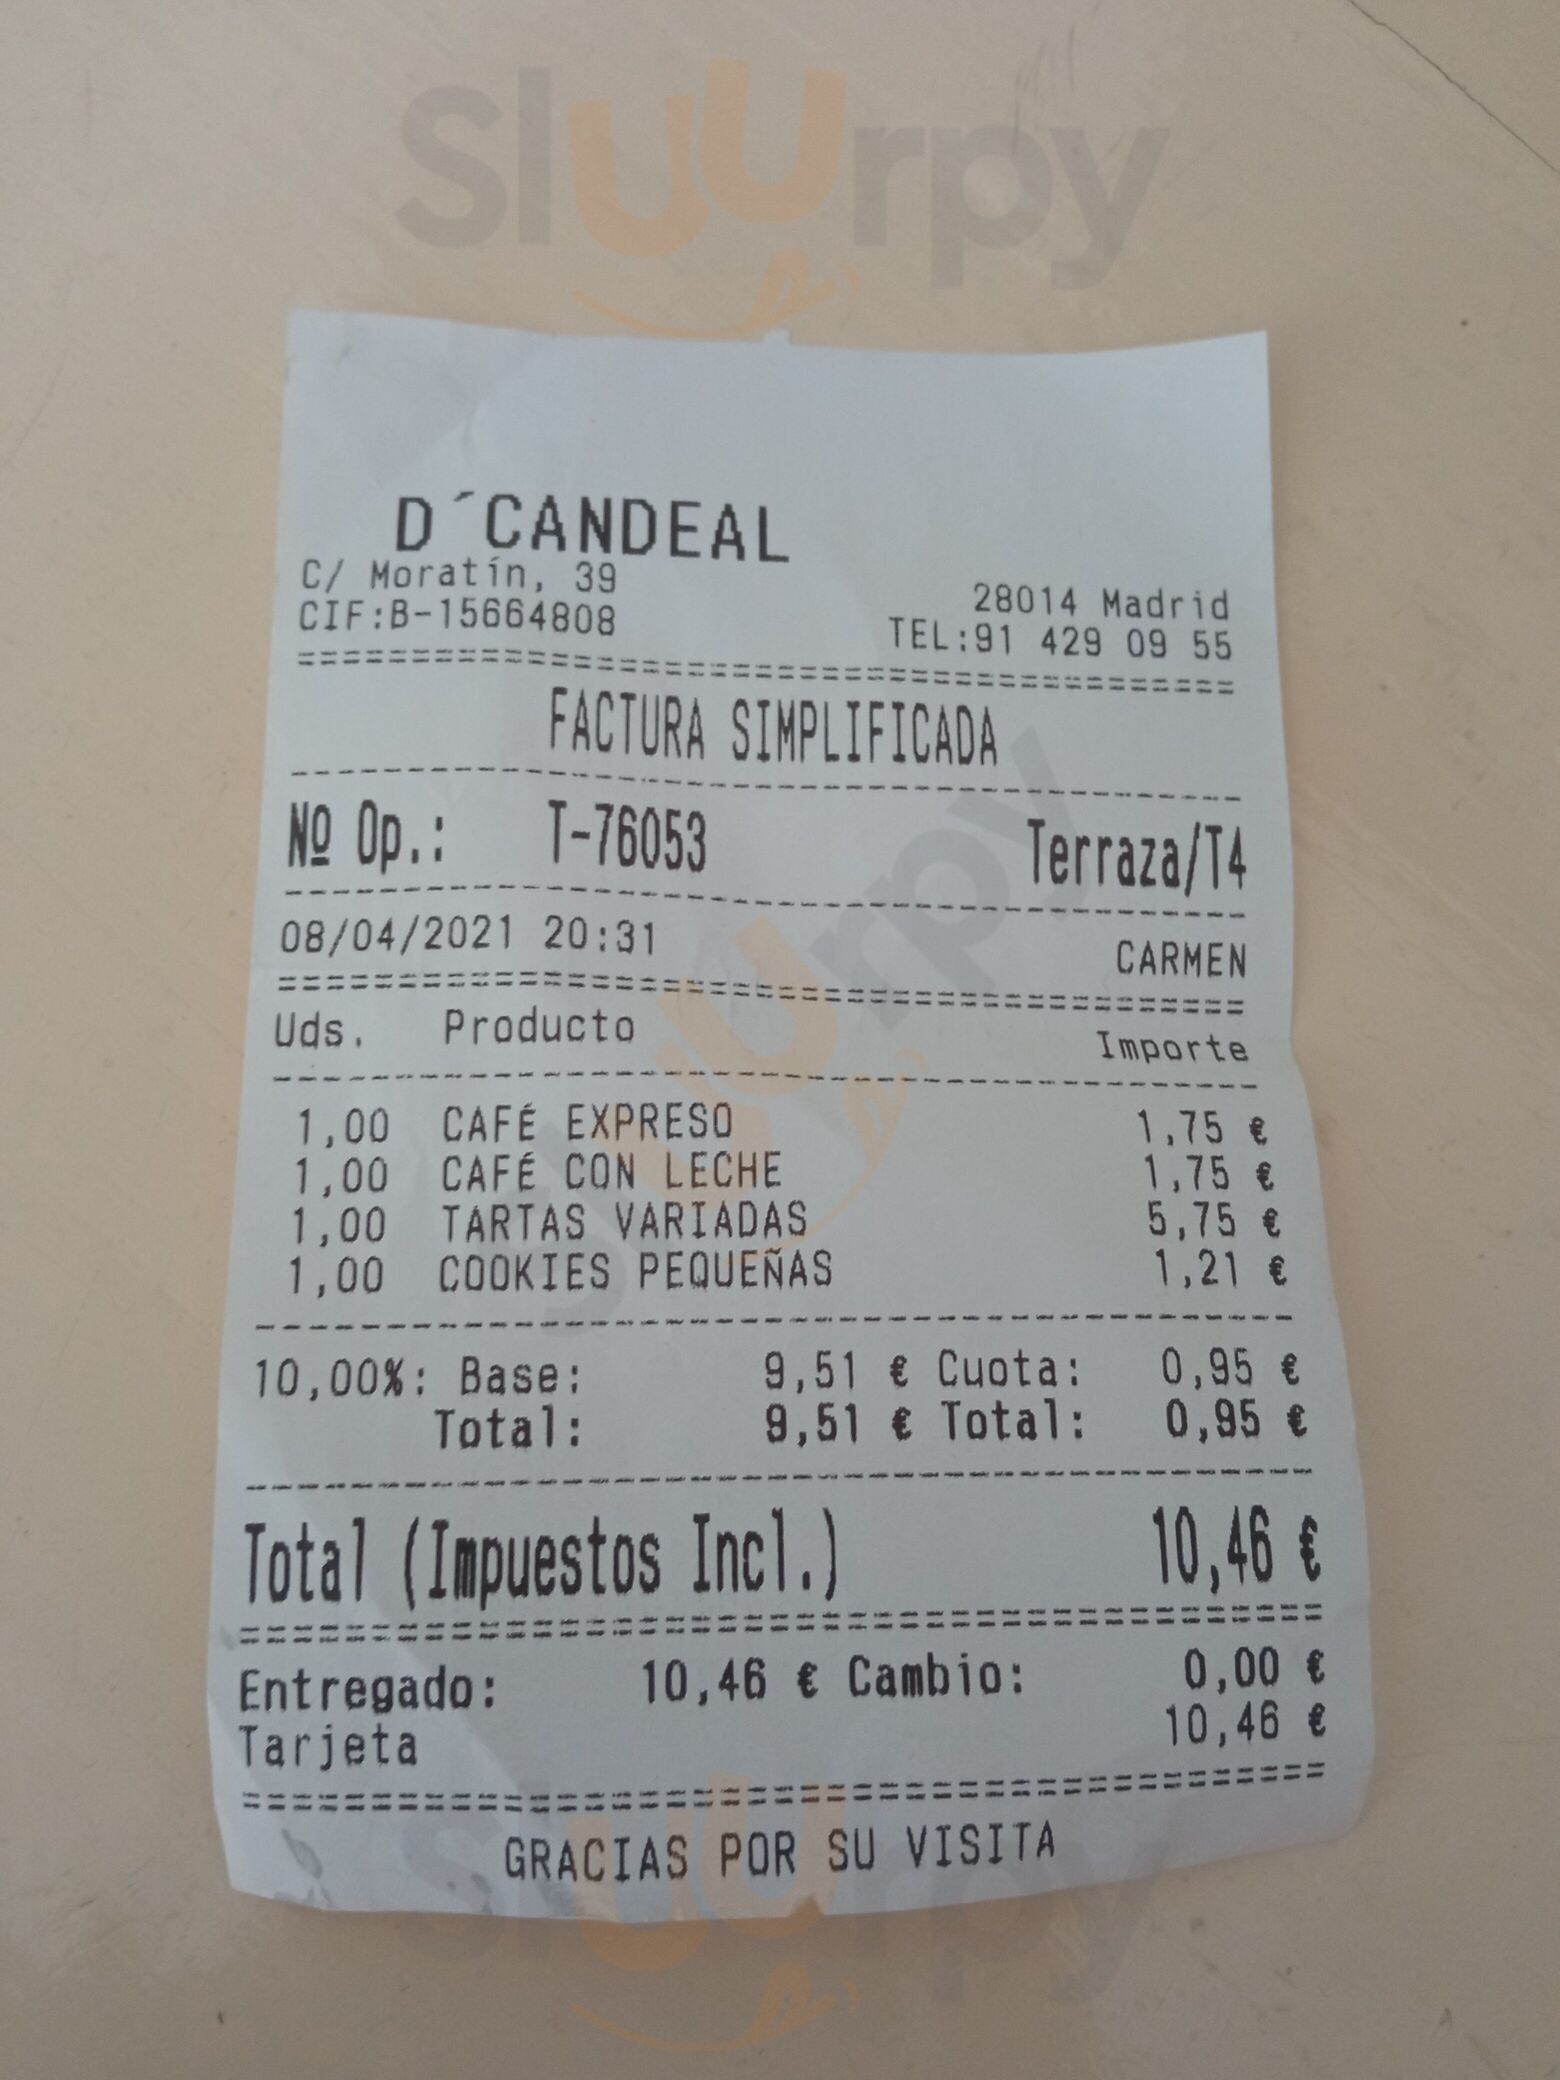 Sluurpy
D´CANDEAL
C/ Moratín, 39 28014 Madrid
CIF:B-15664808 TEL:91 429 09 55
FACTURA SIMPLIFICADA
Nº Op.: T-76053 Terraza/T4
08/04/2021 20:31 CARMEN
Uds. Producto Importe
1,00 CAFÉ EXPRESO 1,75 €
1,00 CAFÉ CON LECHE 1,75 €
1,00 TARTAS VARIADAS 5,75 €
1,00 COOKIES PEQUEÑAS 1,21 €
Sluurpy
10,00%: Base: 9,51 € Cuota: 0,95 €
Total: 9,51 € Total: 0,95 €
Total (Impuestos Incl.) 10,46 €
Entregado: 10,46 € Cambio: 0,00 €
Tarjeta 10,46 €
GRACIAS POR SU VISITA
Sluurpy